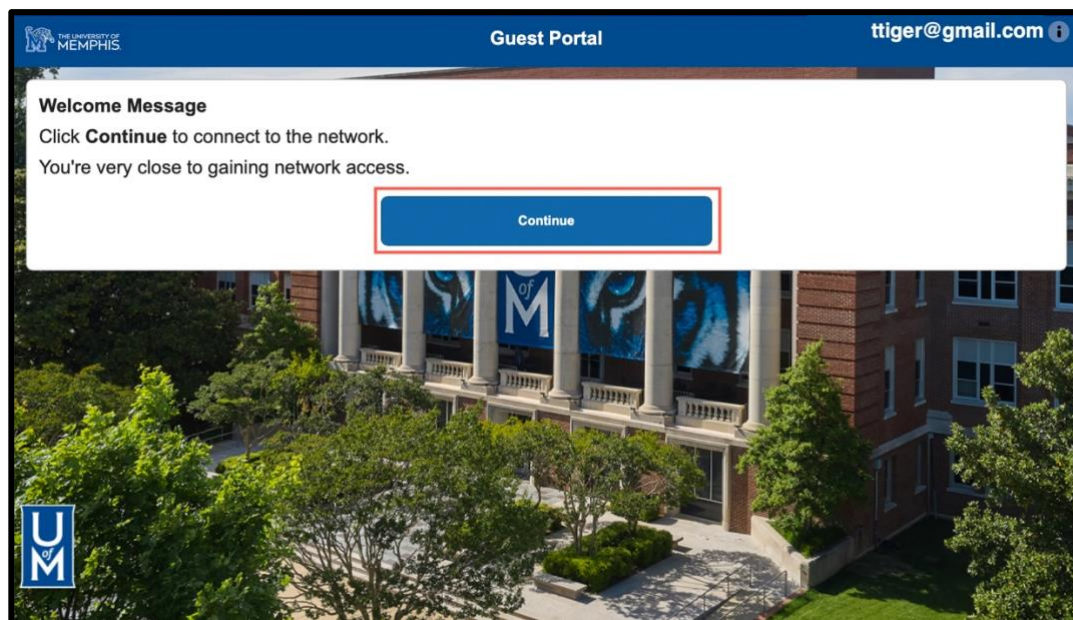 THE UNIVERSITY OF
MEMPHIS.
Guest Portal
ttiger@gmail.com i
Welcome Message
Click Continue to connect to the network.
You're very close to gaining network access.
Continue
U
of
M
U
of
M